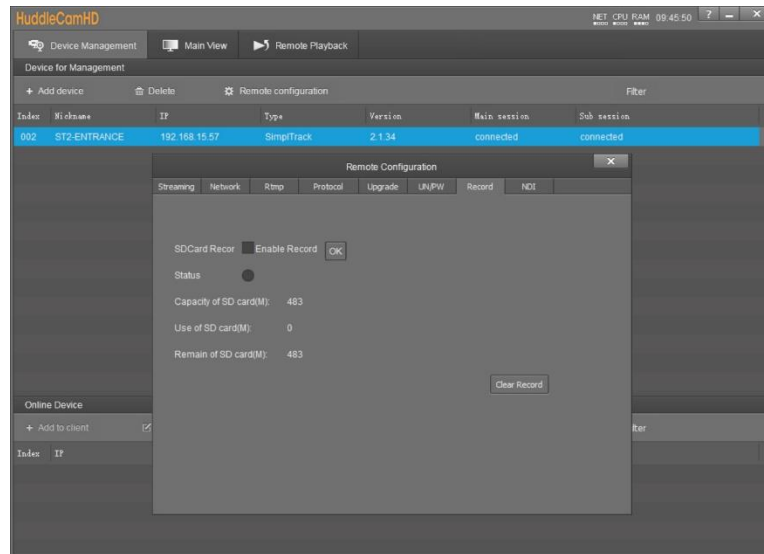 HuddleCamHD NET CPU RAM 09:45:50 ? – ×
Device Management Main View Remote Playback
Device for Management
+ Add device Delete Remote configuration Filter
Index Nickname IP Type Version Main session Sub session
002 ST2-ENTRANCE 192.168.15.57 SimplTrack 2.1.34 connected connected
Remote Configuration ×
Streaming Network Rtmp Protocol Upgrade UN/PW Record NDI
SDCard Recor Enable Record OK
Status
Capacity of SD card(M): 483
Use of SD card(M): 0
Remain of SD card(M): 483
Clear Record
Online Device
+ Add to client lter
Index IP